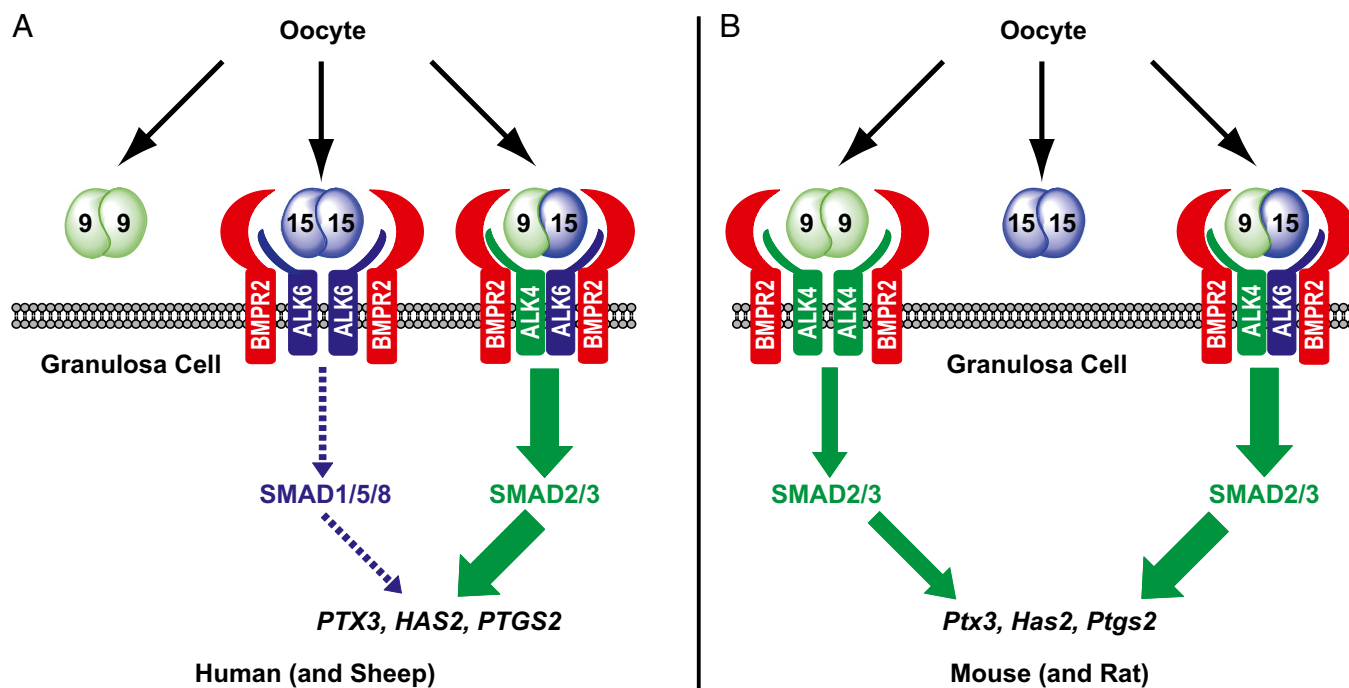 A
Oocyte
9 9
15 15
9 15
BMPR2
ALK6
ALK6
BMPR2
BMPR2
ALK4
ALK6
BMPR2
Granulosa Cell
SMAD1/5/8
SMAD2/3
PTX3, HAS2, PTGS2
Human (and Sheep)
B
Oocyte
9 9
15 15
9 15
BMPR2
ALK4
ALK4
BMPR2
BMPR2
ALK4
ALK6
BMPR2
Granulosa Cell
SMAD2/3
SMAD2/3
Ptx3, Has2, Ptgs2
Mouse (and Rat)